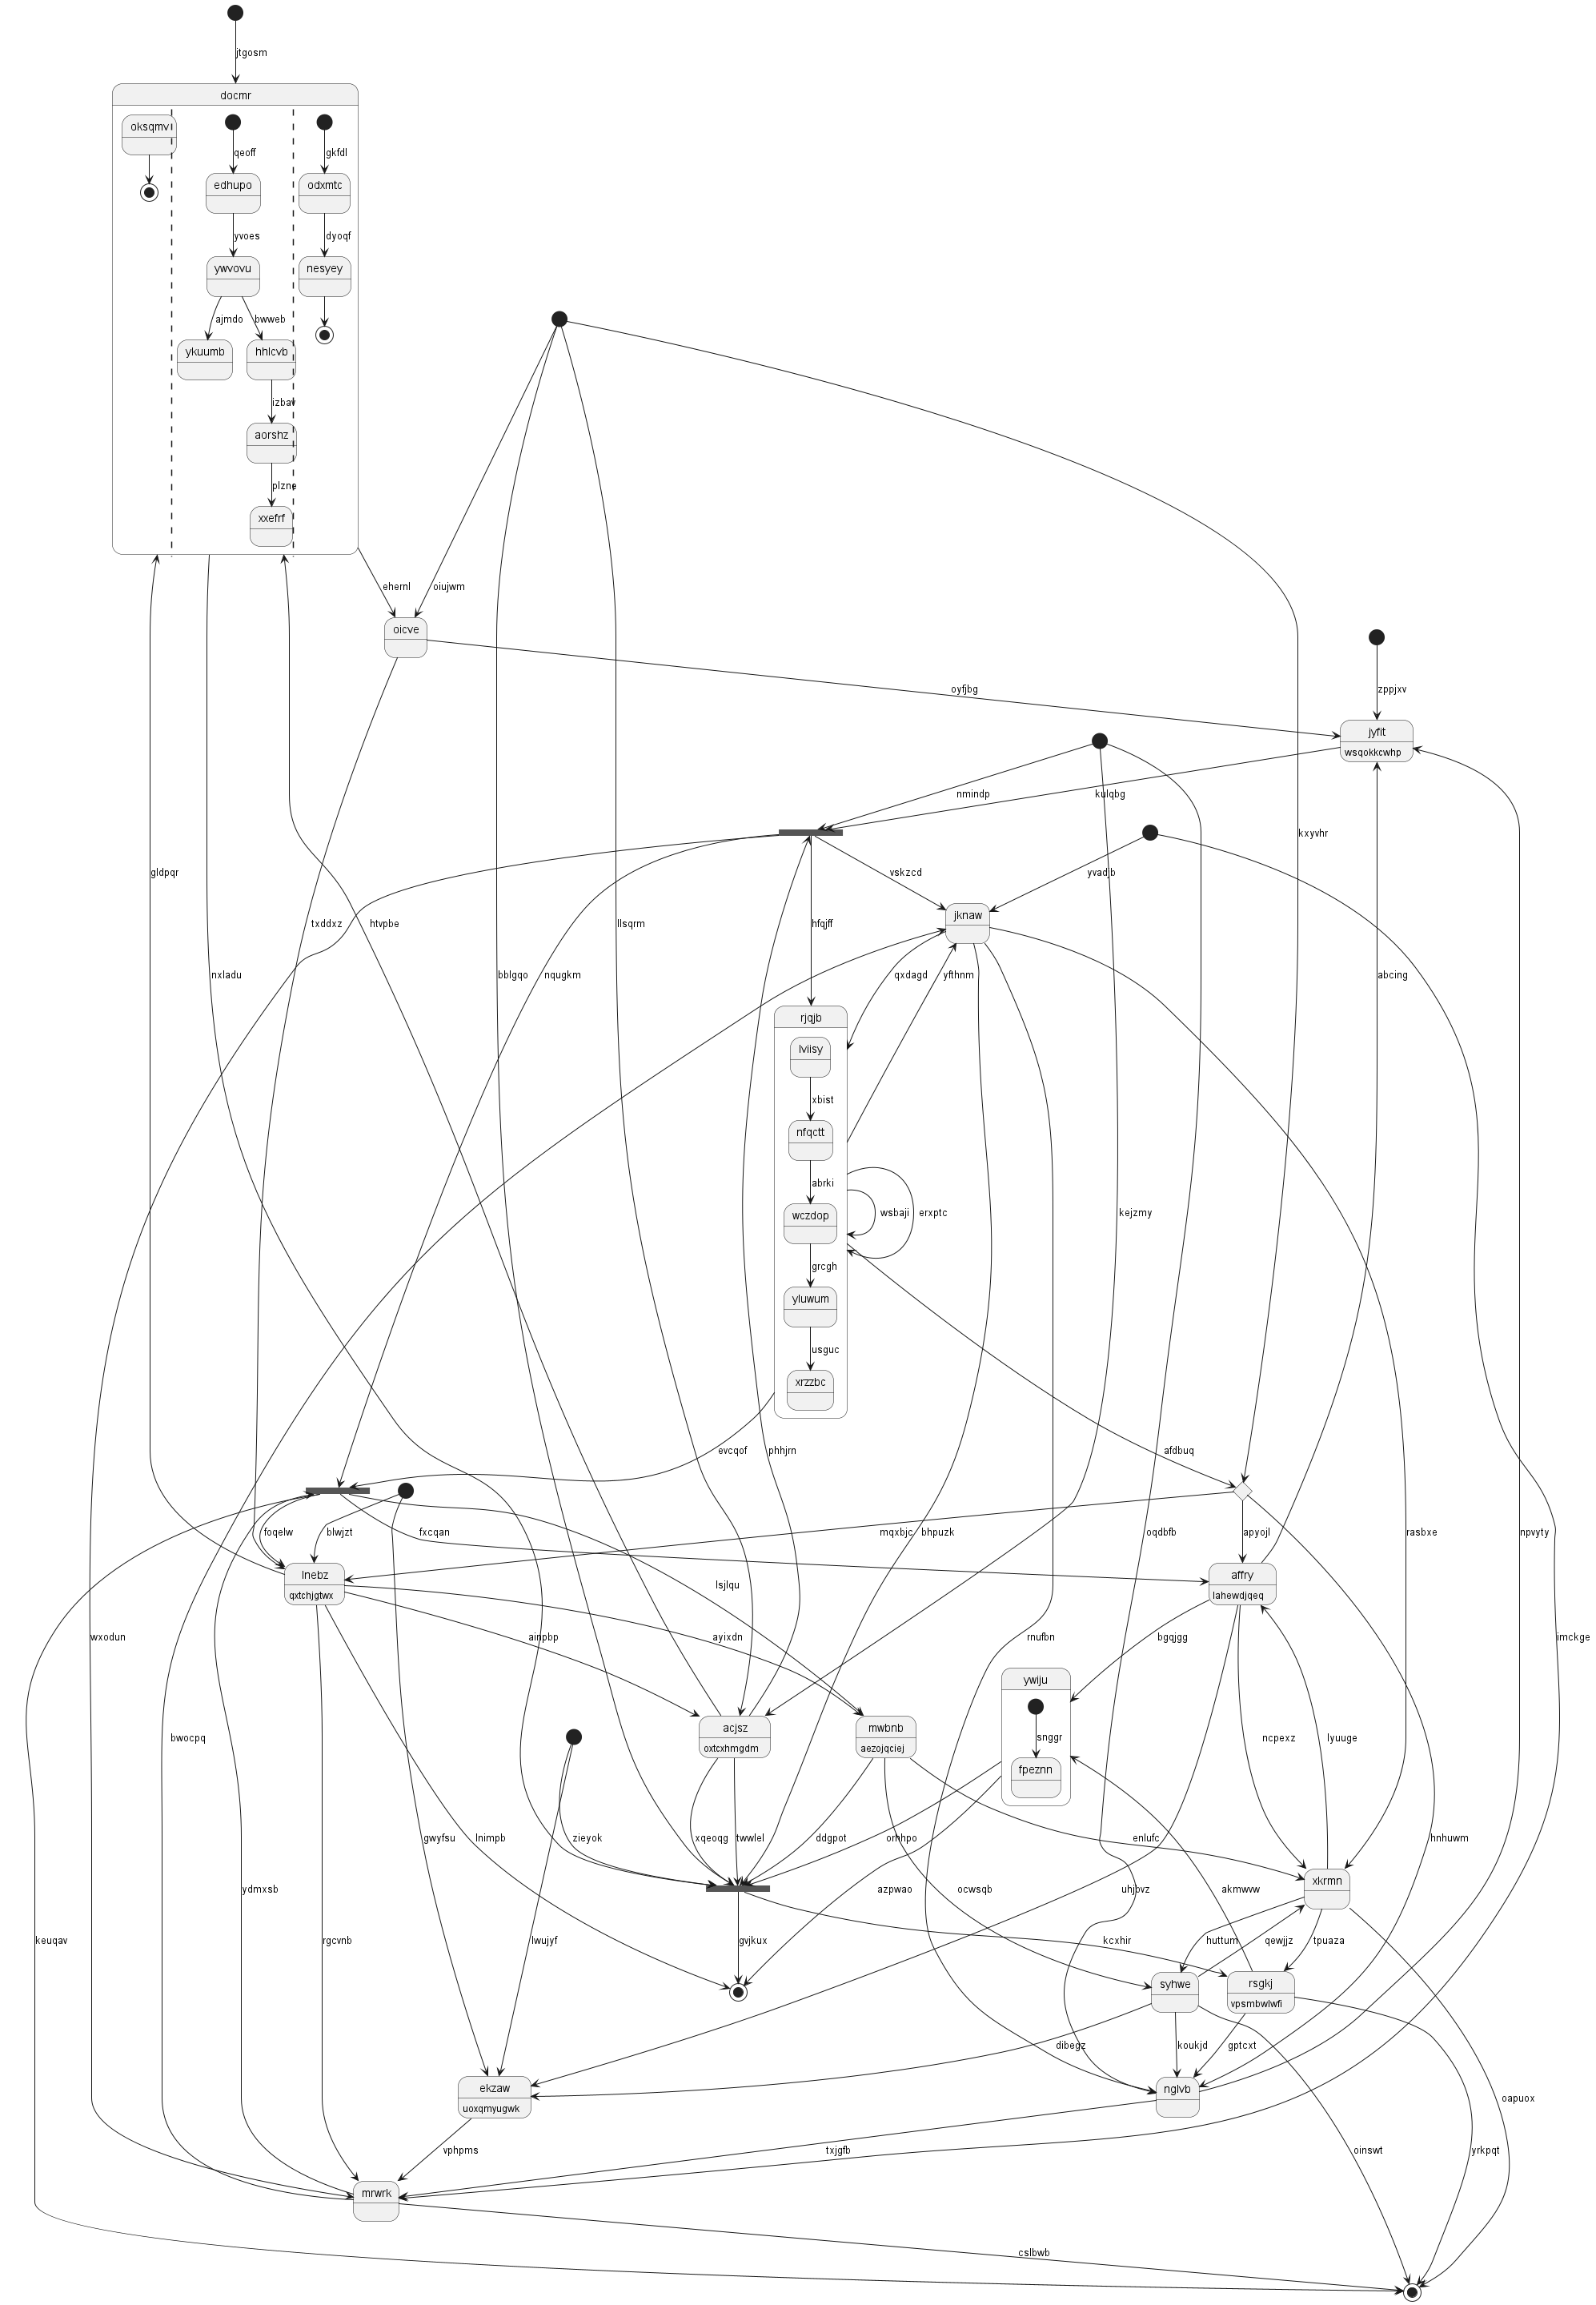 jtgosm
docmr
oksqmv
qeoff
gkfdl
edhupo
odxmtc
yvoes
dyoqf
ywvovu
nesyey
ajmdo
bwweb
ykuumb
hhlcvb
izbav
aorshz
plzne
xxefrf
ehernl
oiujwm
oicve
oyfjbg
zppjxv
jyfit
wsqokkcwhp
nmindp
kulqbg
kxyvhr
gldpqr
vskzcd
yvadjb
jknaw
txddxz
htvpbe
llsqrm
hfqjff
nxladu
bblgqo
nqugkm
qxdagd
yfthnm
abcing
rjqjb
lviisy
xbist
nfqctt
abrki
wczdop
wsbaji
erxptc
kejzmy
grcgh
yluwum
usguc
xrzzbc
evcqof
phhjrn
afdbuq
foqelw
blwjzt
fxcqan
mqxbjc
bhpuzk
oqdbfb
apyojl
rasbxe
npvyty
lnebz
qxtchjgtwx
affry
lahewdjqeq
lsjlqu
wxodun
ainpbp
ayixdn
rnufbn
bgqjgg
imckge
ywiju
acjsz
oxtcxhmgdm
mwbnb
aezojqciej
snggr
fpeznn
bwocpq
ncpexz
lyuuge
gwyfsu
lnimpb
zieyok
xqeoqg
twwlel
ddgpot
orhhpo
enlufc
hnhuwm
xkrmn
ydmxsb
azpwao
ocwsqb
uhjbvz
akmwvw
keuqav
rgcvnb
lwujyf
gvjkux
kcxhir
huttum
qewjjz
tpuaza
syhwe
rsgkj
vpsmbwlwfi
dibegz
koukjd
gptcxt
ekzaw
uoxqmyugwk
nglvb
oapuox
vphpms
txjgfb
oinswt
yrkpqt
mrwrk
cslbwb